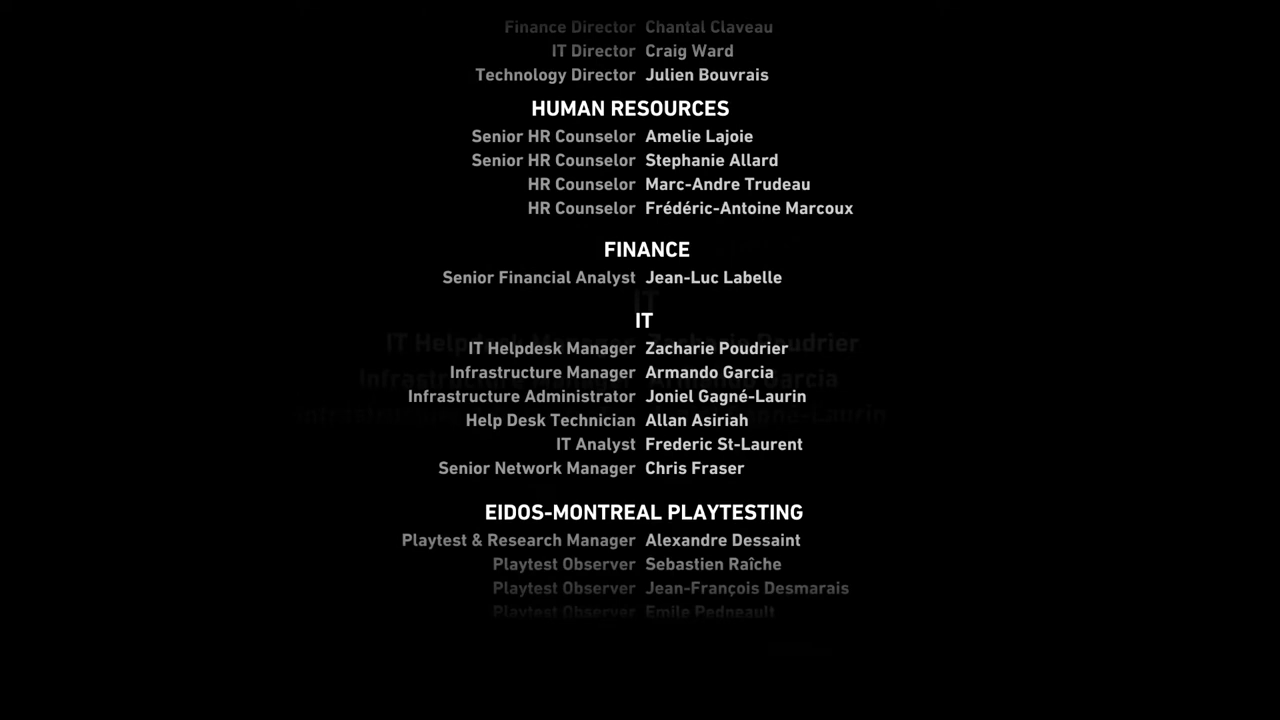 Finance Director Chantal Claveau
IT Director Craig Ward
Technology Director Julien Bouvrais
HUMAN RESOURCES
Senior HR Counselor Amelie Lajoie
Senior HR Counselor Stephanie Allard
HR Counselor Marc-Andre Trudeau
HR Counselor Frédéric-Antoine Marcoux
FINANCE
Senior Financial Analyst Jean-Luc Labelle
IT
IT Helpdesk Manager Zacharie Poudrier
Infrastructure Manager Armando Garcia
Infrastructure Administrator Joniel Gagné-Laurin
Help Desk Technician Allan Asiriah
IT Analyst Frederic St-Laurent
Senior Network Manager Chris Fraser
EIDOS-MONTREAL PLAYTESTING
Playtest & Research Manager Alexandre Dessaint
Playtest Observer Sebastien Raîche
Playtest Observer Jean-François Desmarais
Playtest Observer Emile Pedneault